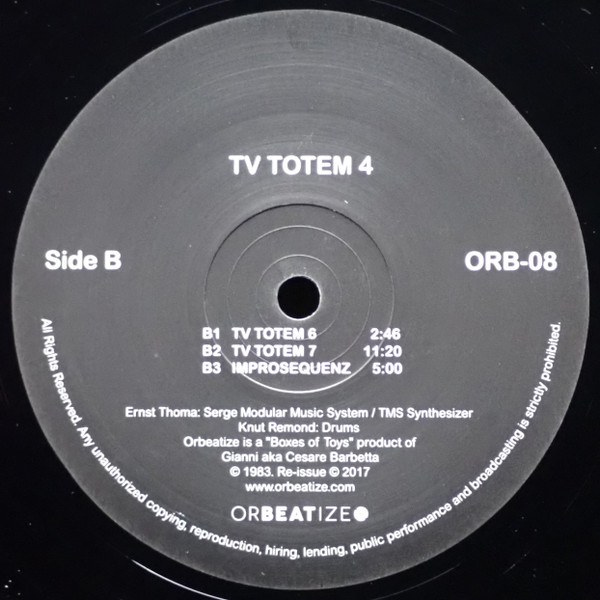 TV TOTEM 4
Side B
ORB-08
B1 TV TOTEM 6 2:46
B2 TV TOTEM 7 11:20
B3 IMPROSEQUENZ 5:00
Ernst Thoma: Serge Modular Music System / TMS Synthesizer
Knut Remond: Drums
Orbeatize is a "Boxes of Toys" product of
Gianni aka Cesare Barbetta
© 1983. Re-issue © 2017
www.orbeatize.com
ORBEATIZE
All Rights Reserved. Any unauthorized copying, reproduction, hiring, lending, public performance and broadcasting is strictly prohibited.